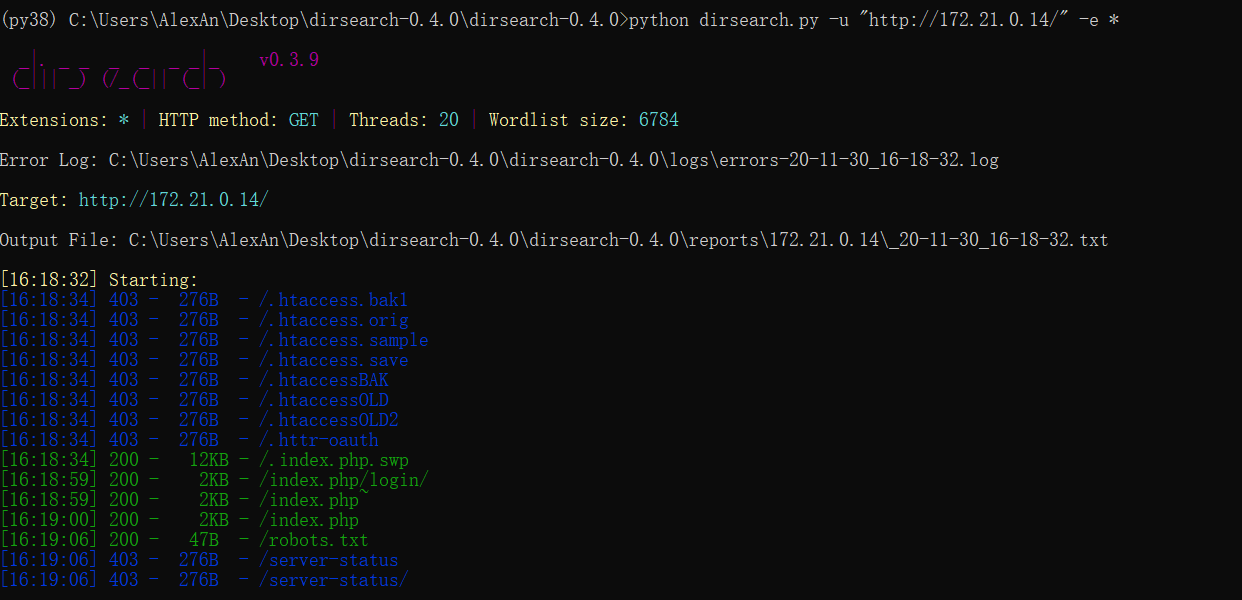 (py38) C:\Users\AlexAn\Desktop\dirsearch-0.4.0\dirsearch-0.4.0>python dirsearch.py -u "http://172.21.0.14/" -e *
dirsearch v0.3.9
Extensions: * | HTTP method: GET | Threads: 20 | Wordlist size: 6784
Error Log: C:\Users\AlexAn\Desktop\dirsearch-0.4.0\dirsearch-0.4.0\logs\errors-20-11-30_16-18-32.log
Target: http://172.21.0.14/
Output File: C:\Users\AlexAn\Desktop\dirsearch-0.4.0\dirsearch-0.4.0\reports\172.21.0.14\_20-11-30_16-18-32.txt
[16:18:32] Starting:
[16:18:34] 403 -  276B  - /.htaccess.bak1
[16:18:34] 403 -  276B  - /.htaccess.orig
[16:18:34] 403 -  276B  - /.htaccess.sample
[16:18:34] 403 -  276B  - /.htaccess.save
[16:18:34] 403 -  276B  - /.htaccessBAK
[16:18:34] 403 -  276B  - /.htaccessOLD
[16:18:34] 403 -  276B  - /.htaccessOLD2
[16:18:34] 403 -  276B  - /.httr-oauth
[16:18:34] 200 -   12KB - /.index.php.swp
[16:18:59] 200 -    2KB - /index.php/login/
[16:18:59] 200 -    2KB - /index.php~
[16:19:00] 200 -    2KB - /index.php
[16:19:06] 200 -   47B  - /robots.txt
[16:19:06] 403 -  276B  - /server-status
[16:19:06] 403 -  276B  - /server-status/